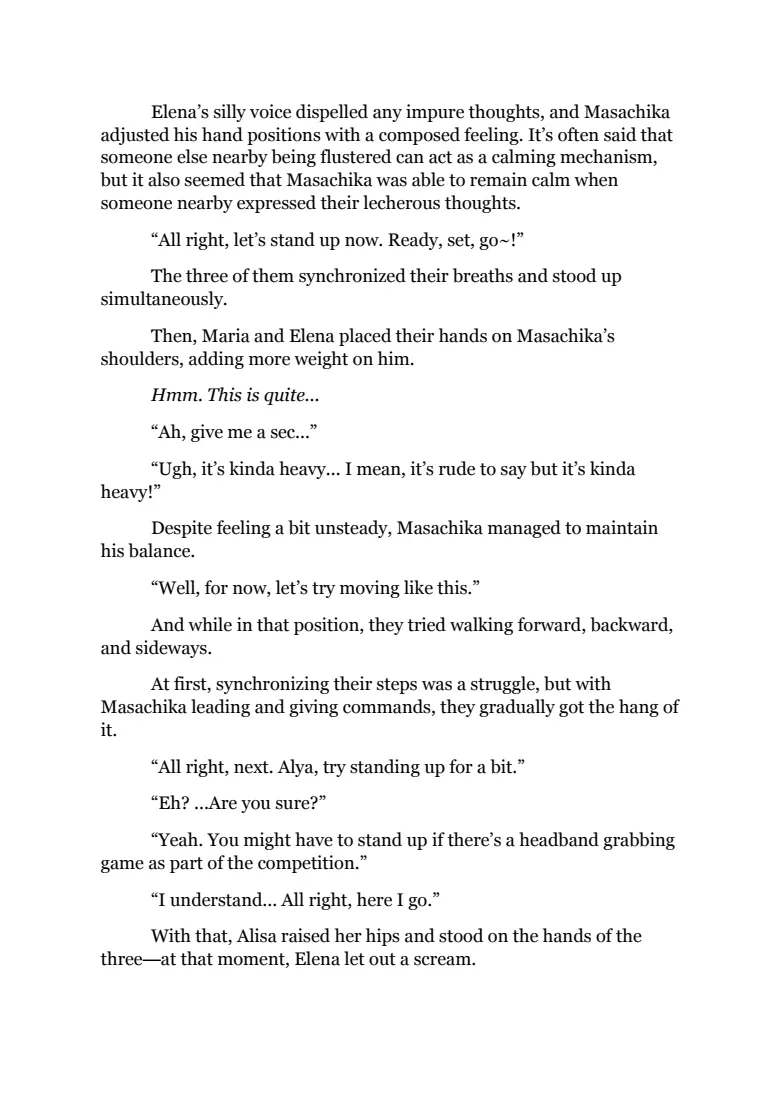 Elena’s silly voice dispelled any impure thoughts, and Masachika
adjusted his hand positions with a composed feeling. It’s often said that
someone else nearby being flustered can act as a calming mechanism,
but it also seemed that Masachika was able to remain calm when
someone nearby expressed their lecherous thoughts.
“All right, let’s stand up now. Ready, set, go~!”
The three of them synchronized their breaths and stood up
simultaneously.
Then, Maria and Elena placed their hands on Masachika’s
shoulders, adding more weight on him.
Hmm. This is quite...
“Ah, give me a sec...”
“Ugh, it’s kinda heavy... I mean, it’s rude to say but it’s kinda
heavy!”
Despite feeling a bit unsteady, Masachika managed to maintain
his balance.
“Well, for now, let’s try moving like this.”
And while in that position, they tried walking forward, backward,
and sideways.
At first, synchronizing their steps was a struggle, but with
Masachika leading and giving commands, they gradually got the hang of
it.
“All right, next. Alya, try standing up for a bit.”
“Eh? ...Are you sure?”
“Yeah. You might have to stand up if there’s a headband grabbing
game as part of the competition.”
“I understand... All right, here I go.”
With that, Alisa raised her hips and stood on the hands of the
three—at that moment, Elena let out a scream.